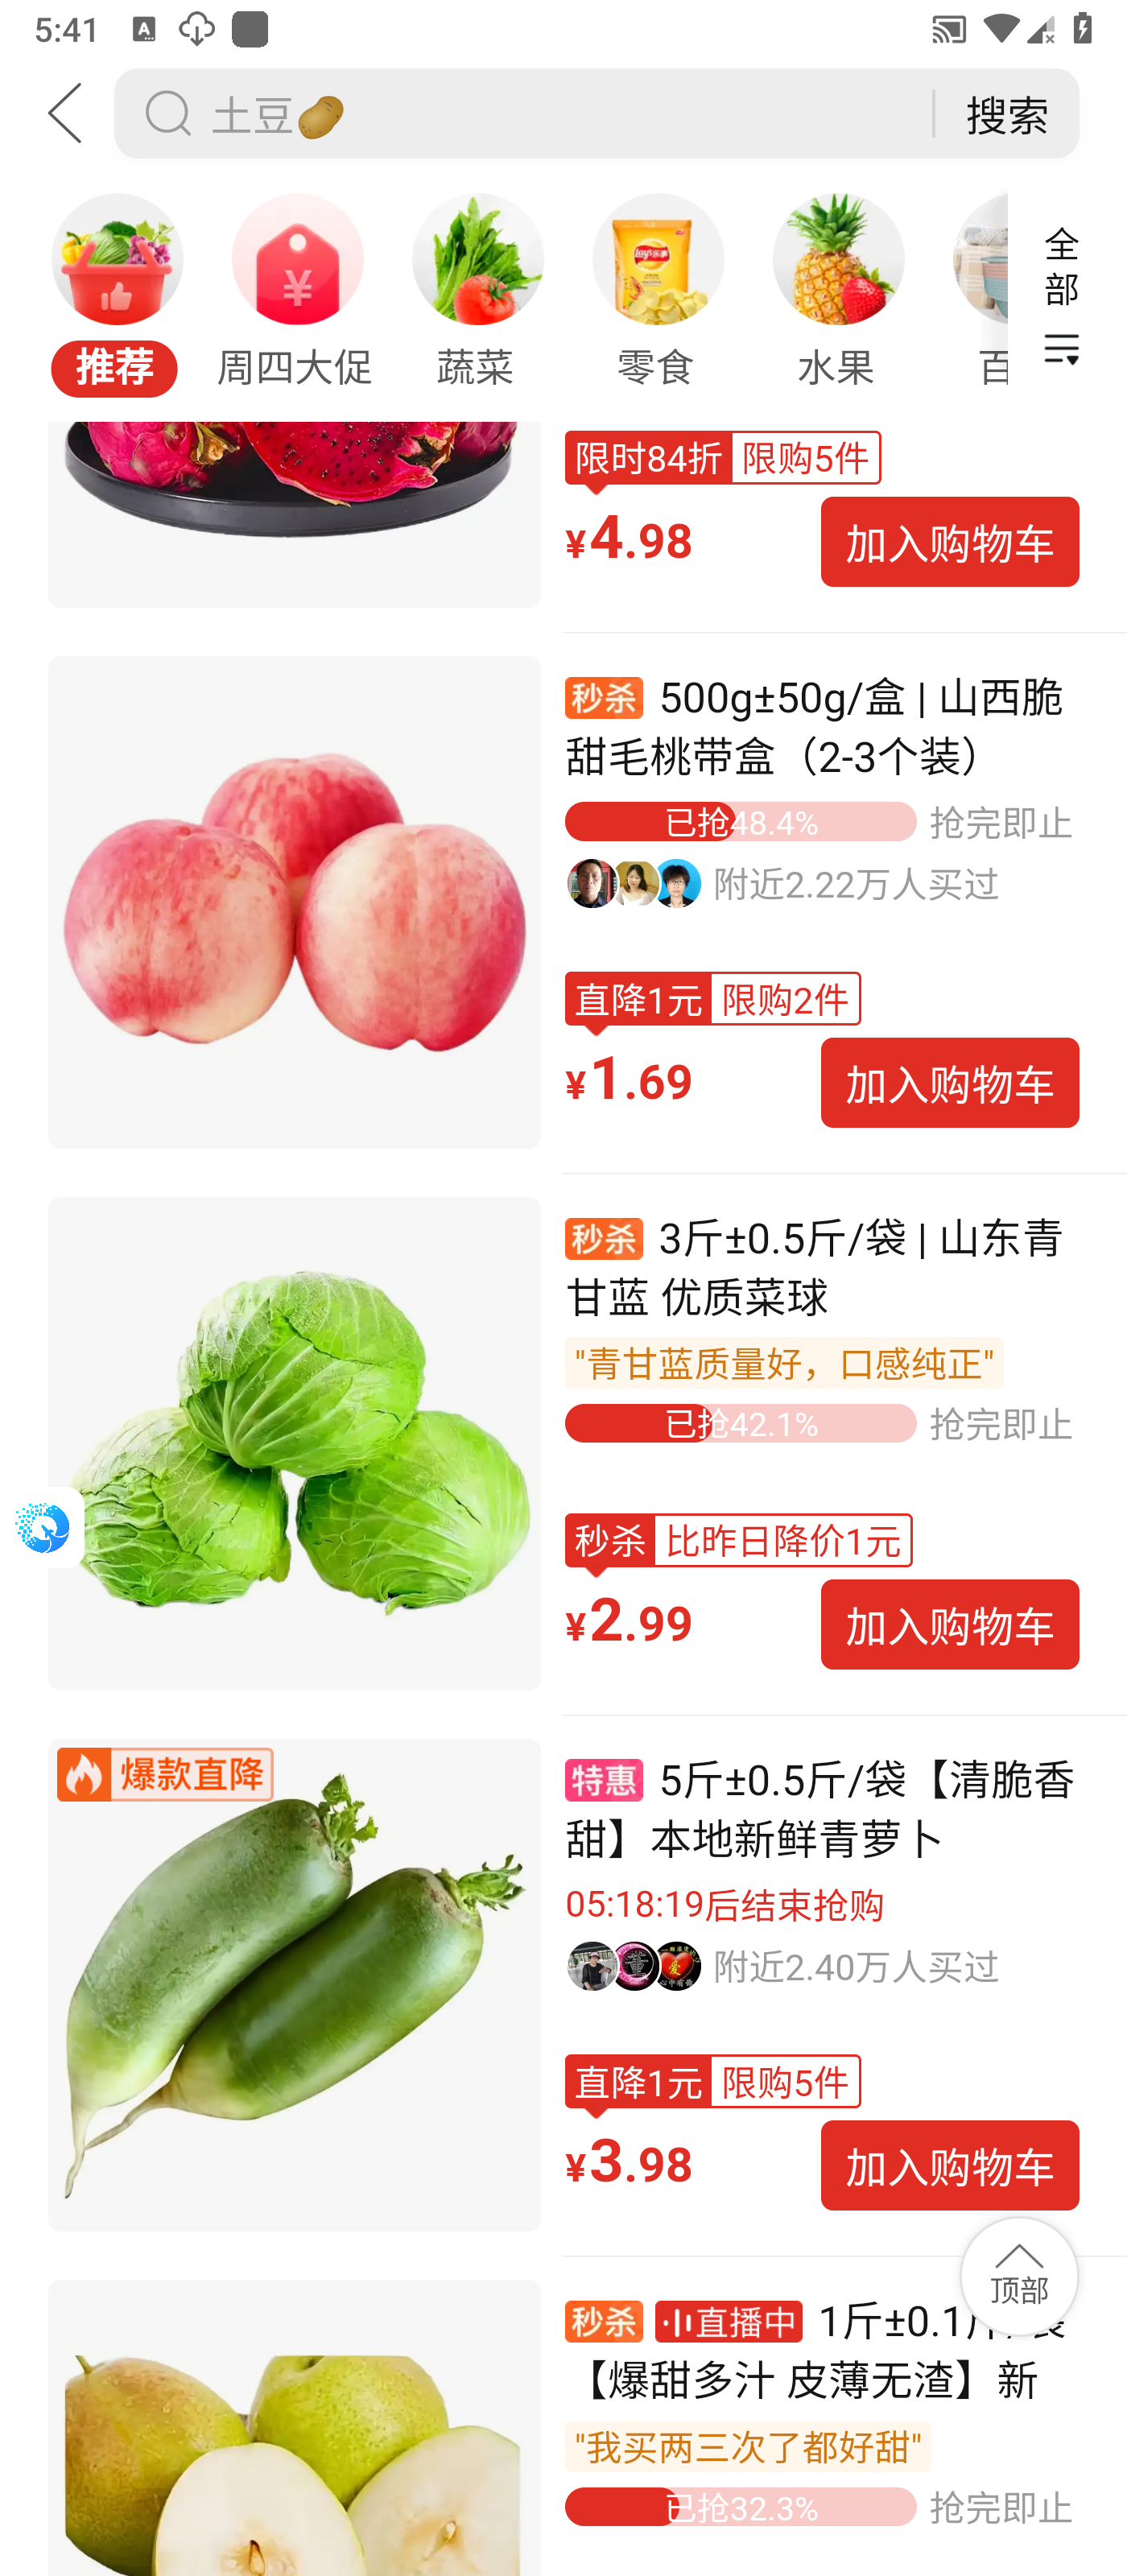 5:41
土豆
搜索
全部
推荐
周四大促
蔬菜
零食
水果
百
限时84折 限购5件
¥4.98
加入购物车
秒杀 500g±50g/盒 | 山西脆
甜毛桃带盒（2-3个装）
已抢48.4% 抢完即止
附近2.22万人买过
直降1元 限购2件
¥1.69
加入购物车
秒杀 3斤±0.5斤/袋 | 山东青
甘蓝 优质菜球
"青甘蓝质量好，口感纯正"
已抢42.1% 抢完即止
秒杀 比昨日降价1元
¥2.99
加入购物车
爆款直降
特惠 5斤±0.5斤/袋【清脆香
甜】本地新鲜青萝卜
05:18:19后结束抢购
附近2.40万人买过
直降1元 限购5件
¥3.98
加入购物车
顶部
秒杀 直播中 1斤±0.1斤/袋
【爆甜多汁 皮薄无渣】新
"我买两三次了都好甜"
已抢32.3% 抢完即止